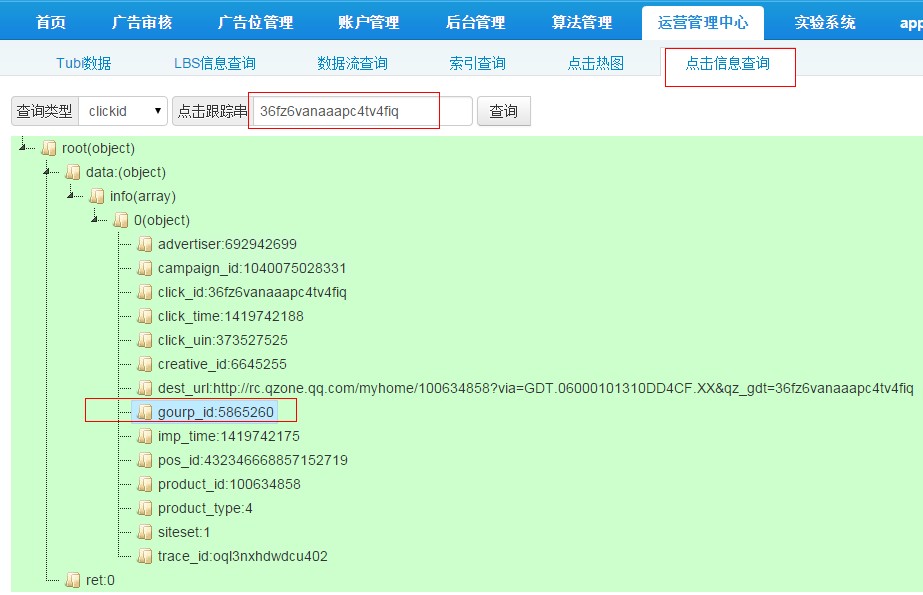 首页 广告审核 广告位管理 账户管理 后台管理 算法管理 运营管理中心 实验系统 app
Tubi数据 LBS信息查询 数据流查询 索引查询 点击热图 点击信息查询
查询类型 clickid 点击跟踪串 36fz6vanaaapc4tv4fiq 查询
root(object)
data:(object)
info(array)
0(object)
advertiser:692942699
campaign_id:1040075028331
click_id:36fz6vanaaapc4tv4fiq
click_time:1419742188
click_uin:373527525
creative_id:6645255
dest_url:http://rc.qzone.qq.com/myhome/100634858?via=GDT.06000101310DD4CF.XX&qz_gdt=36fz6vanaaapc4tv4fiq
gourp_id:5865260
imp_time:1419742175
pos_id:432346668857152719
product_id:100634858
product_type:4
siteset:1
trace_id:oql3nxhdwdcu402
ret:0